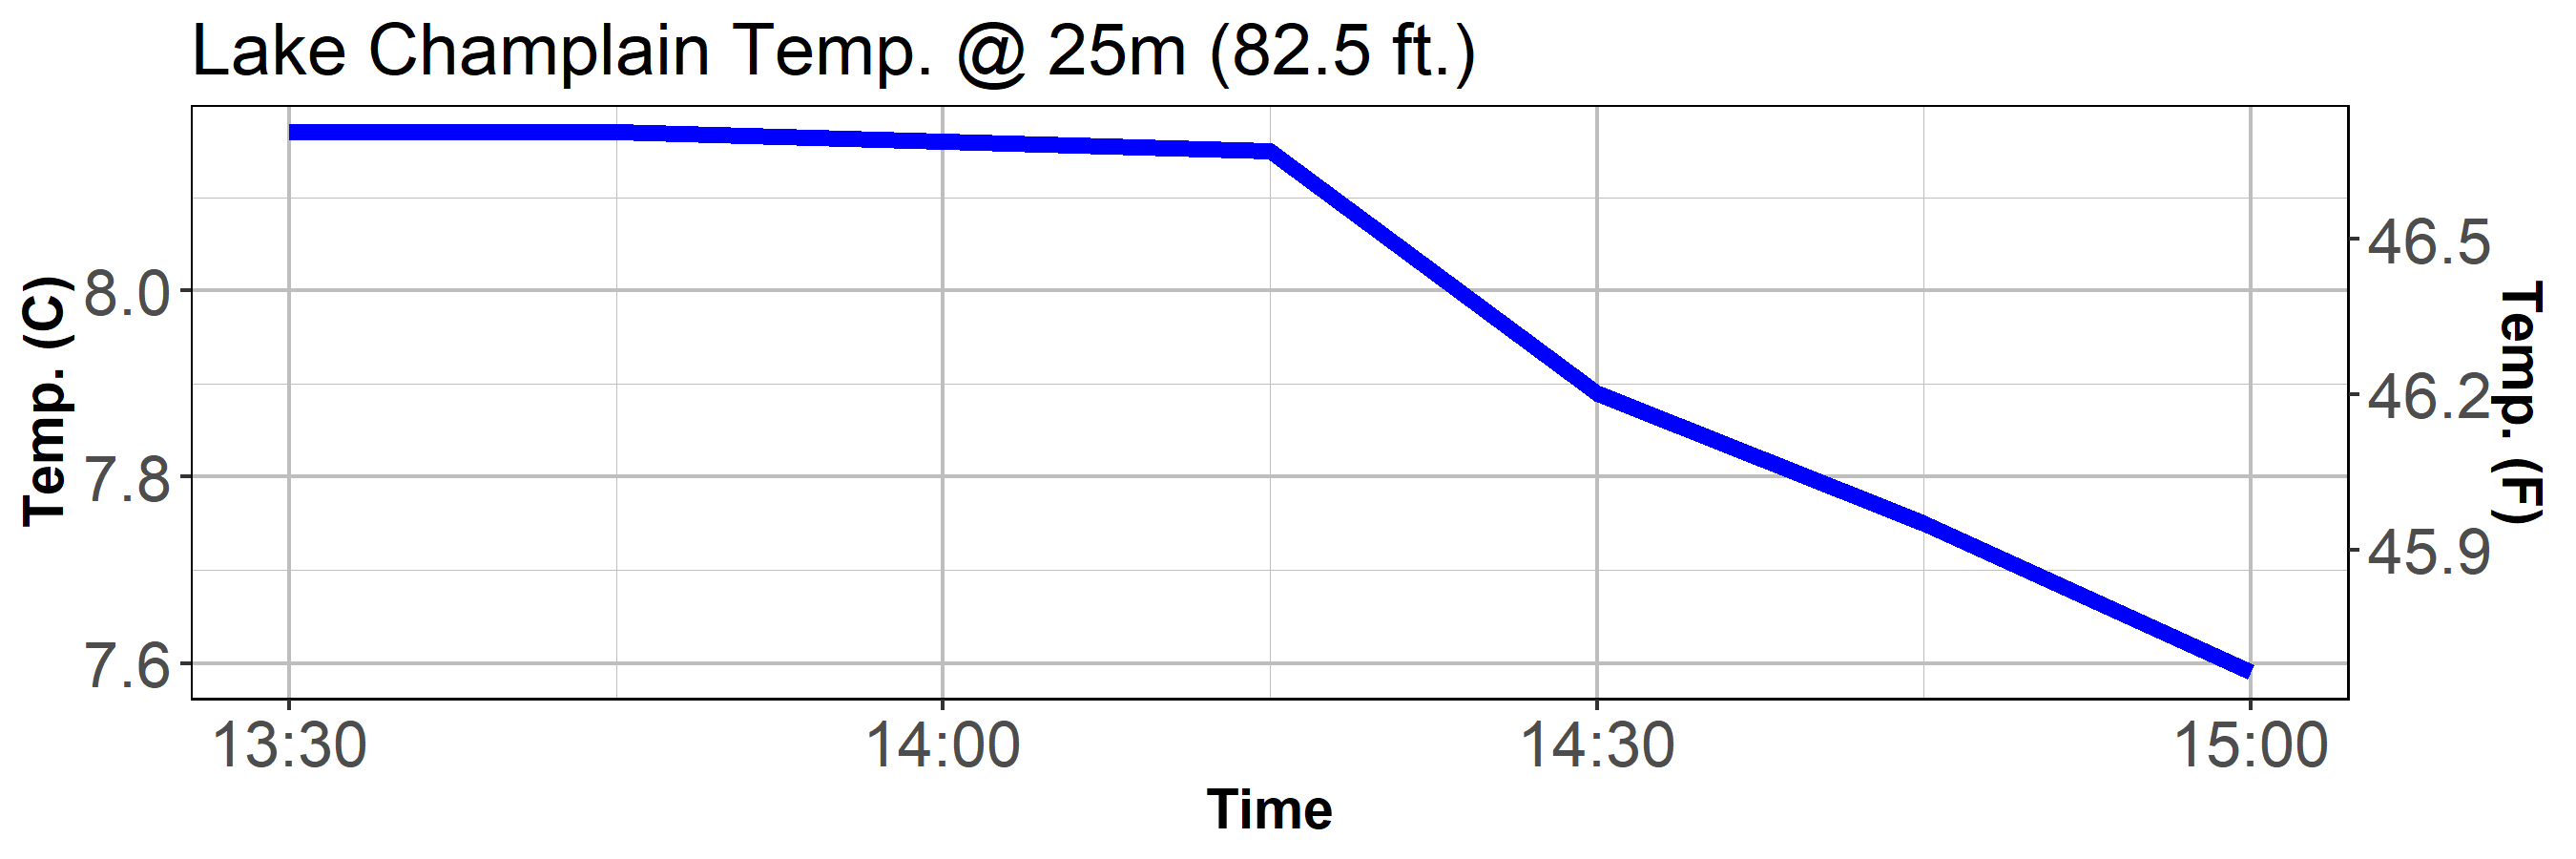 Lake Champlain Temp. @ 25m (82.5 ft.)
Temp. (C)
8.0
7.8
7.6
46.5
46.2
45.9
Temp. (F)
13:30 14:00 14:30 15:00
Time